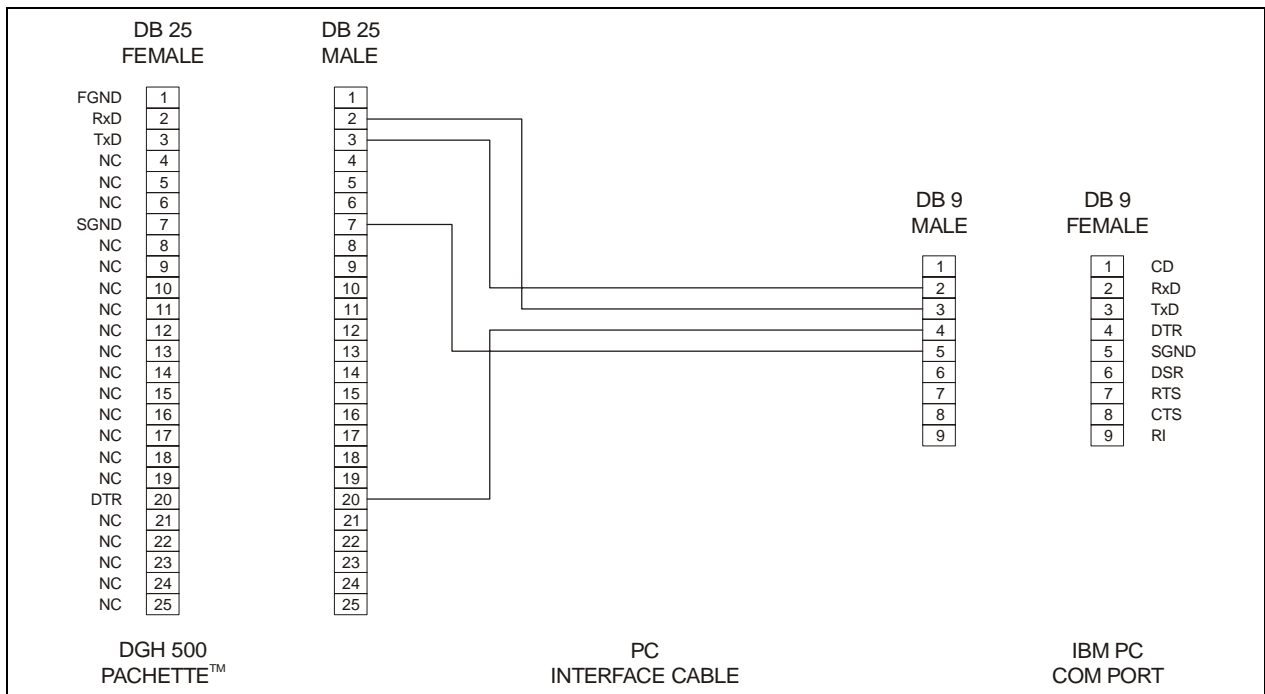 DB 25
FEMALE
DB 25
MALE
FGND 1 1
RxD 2 2
TxD 3 3
NC 4 4
NC 5 5
NC 6 6
SGND 7 7
NC 8 8
NC 9 9
NC 10 10
NC 11 11
NC 12 12
NC 13 13
NC 14 14
NC 15 15
NC 16 16
NC 17 17
NC 18 18
NC 19 19
DTR 20 20
NC 21 21
NC 22 22
NC 23 23
NC 24 24
NC 25 25
DB 9
MALE
DB 9
FEMALE
1 1 CD
2 2 RxD
3 3 TxD
4 4 DTR
5 5 SGND
6 6 DSR
7 7 RTS
8 8 CTS
9 9 RI
DGH 500
PACHETTE™
PC
INTERFACE CABLE
IBM PC
COM PORT